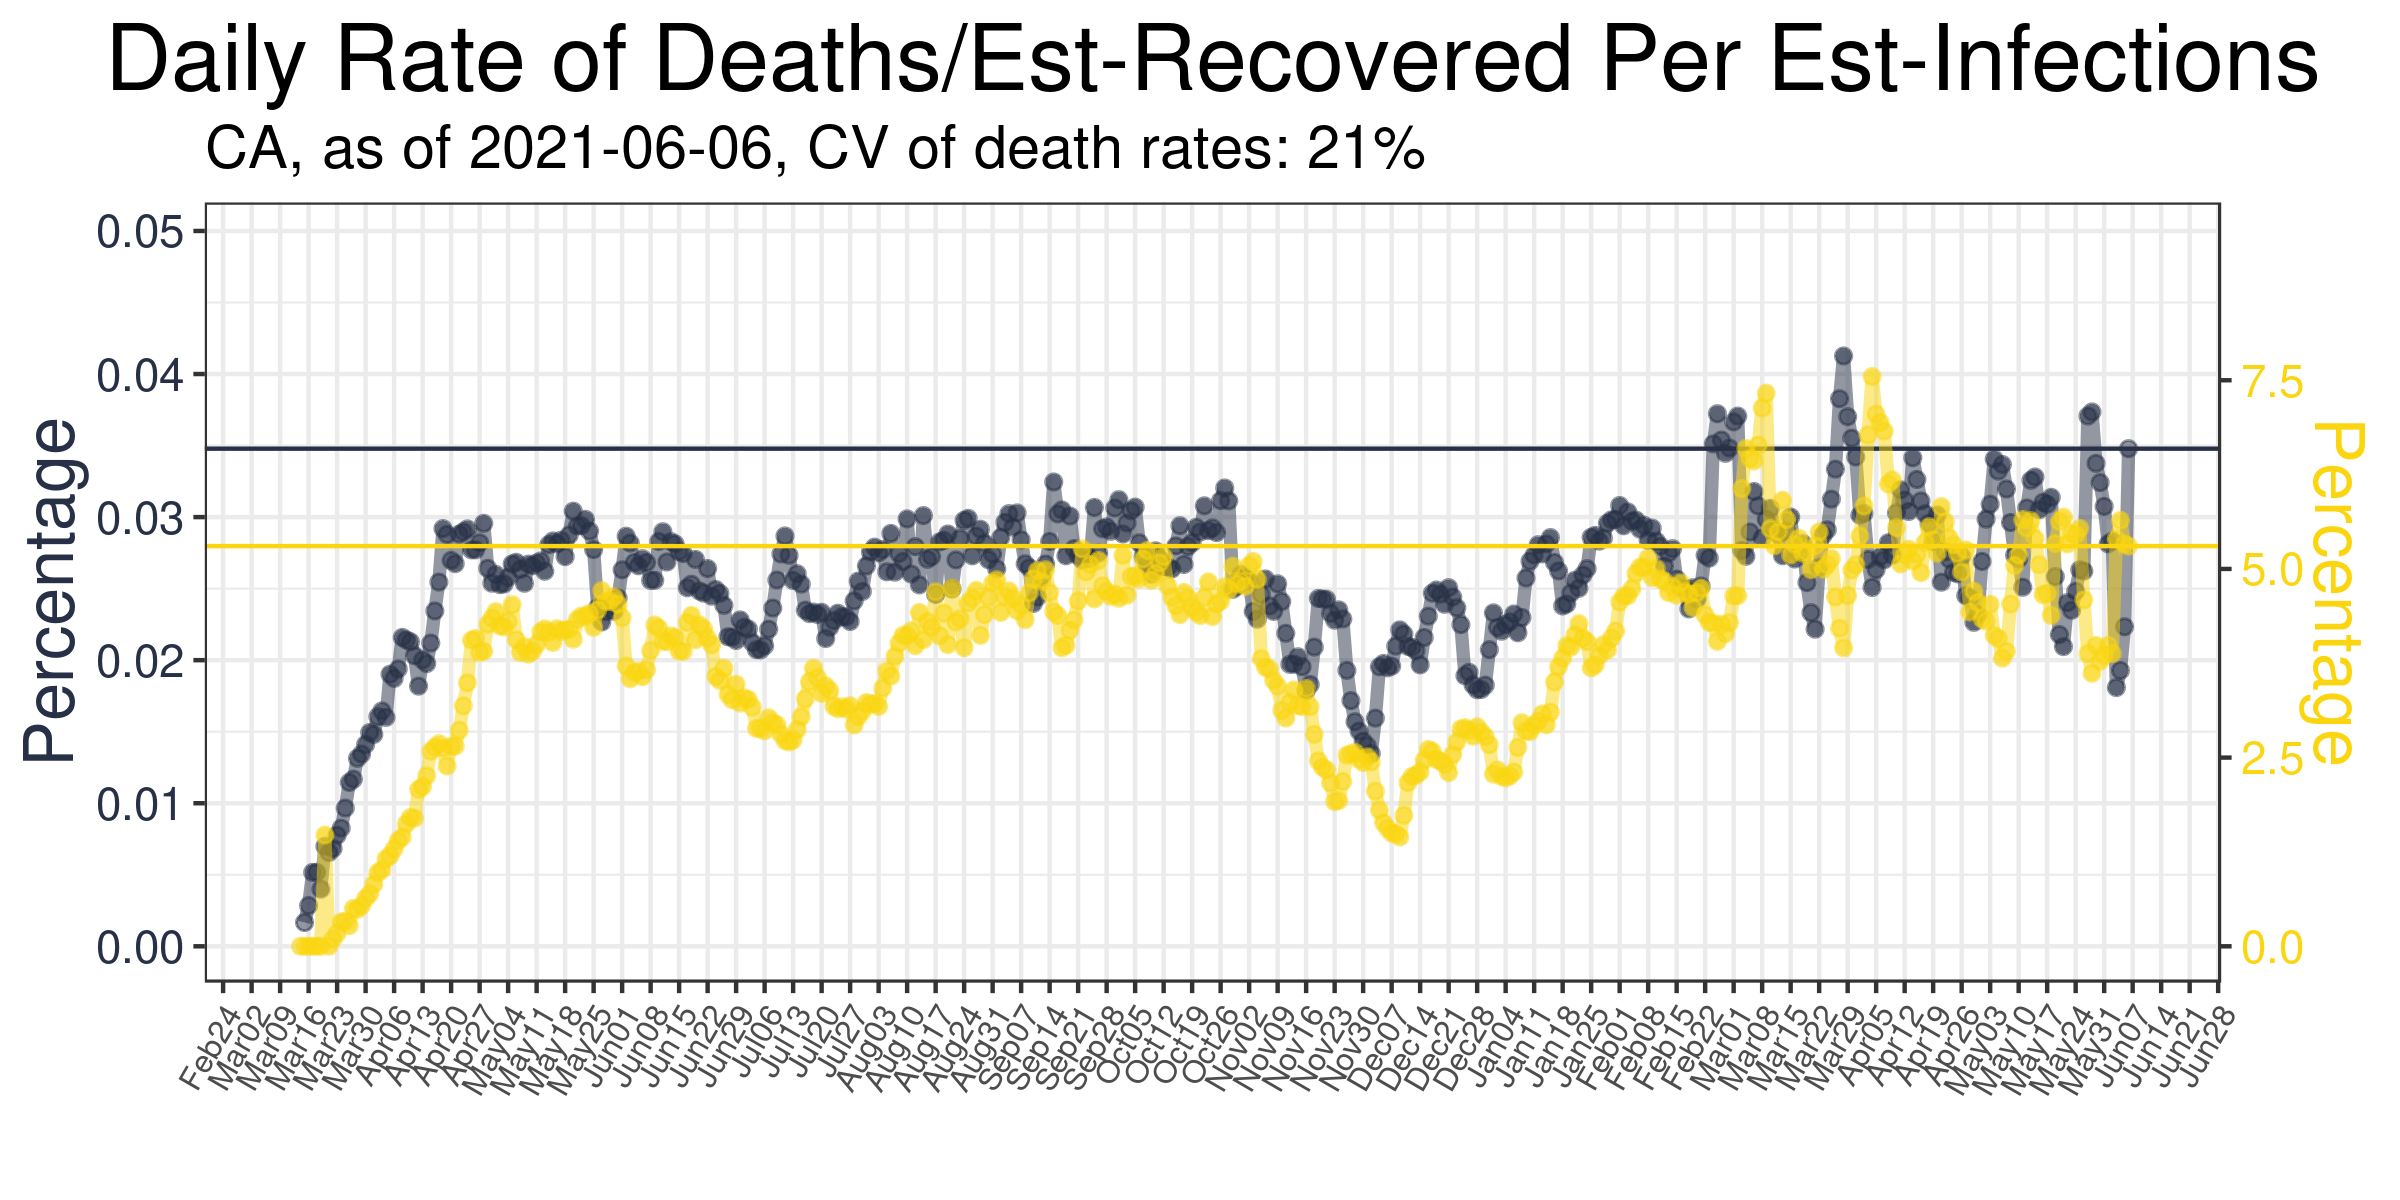 Daily Rate of Deaths/Est-Recovered Per Est-Infections
CA, as of 2021-06-06, CV of death rates: 21%
Percentage
0.05
0.04
0.03
0.02
0.01
0.00
7.5
5.0
2.5
0.0
Percentage
Feb24 Mar02 Mar09 Mar16 Mar23 Mar30 Apr06 Apr13 Apr20 Apr27 May04 May11 May18 May25 Jun01 Jun08 Jun15 Jun22 Jun29 Jul06 Jul13 Jul20 Jul27 Aug03 Aug10 Aug17 Aug24 Aug31 Sep07 Sep14 Sep21 Sep28 Oct05 Oct12 Oct19 Oct26 Nov02 Nov09 Nov16 Nov23 Nov30 Dec07 Dec14 Dec21 Dec28 Jan04 Jan11 Jan18 Jan25 Feb01 Feb08 Feb15 Feb22 Mar01 Mar08 Mar15 Mar22 Mar29 Apr05 Apr12 Apr19 Apr26 May03 May10 May17 May24 May31 Jun07 Jun14 Jun21 Jun28